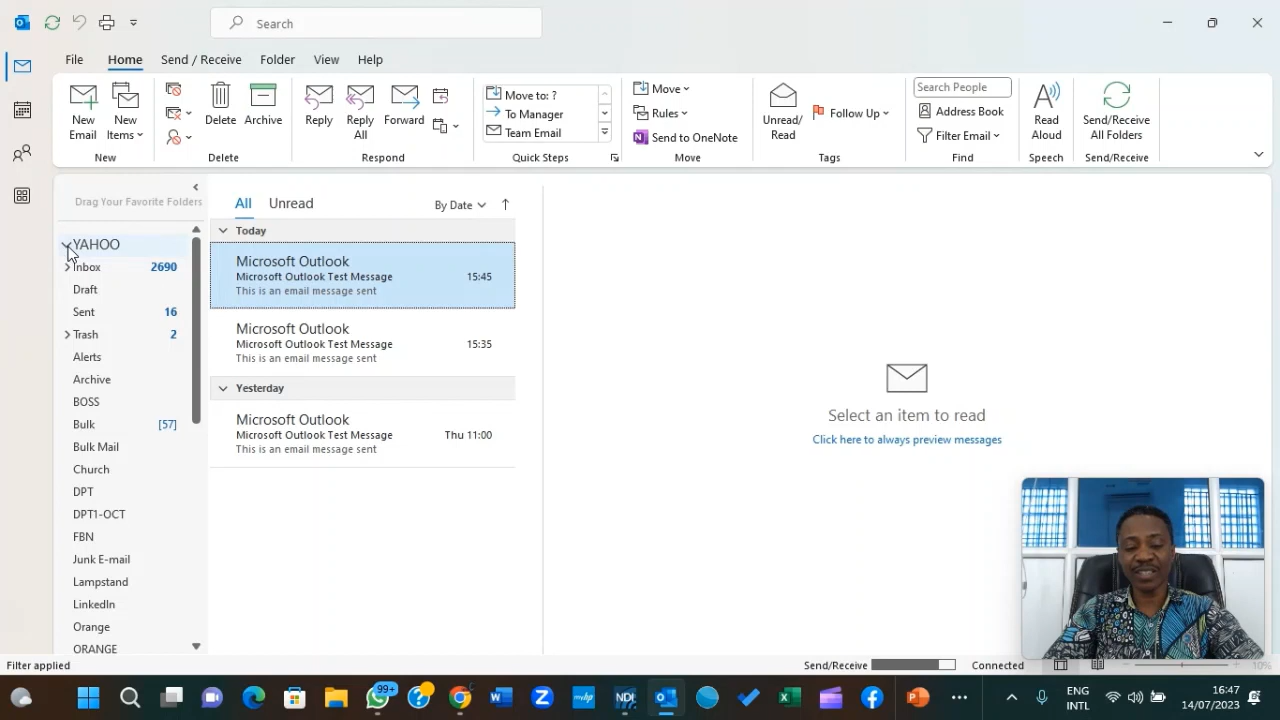 Search
File Home Send / Receive Folder View Help
New Email
New Items
New
Delete
Archive
Delete
Reply
Reply All
Forward
Respond
Move to: ?
To Manager
Team Email
Quick Steps
Move
Rules
Send to OneNote
Move
Unread/ Read
Follow Up
Tags
Search People
Address Book
Filter Email
Find
Read Aloud
Speech
Send/Receive All Folders
Send/Receive
Drag Your Favorite Folders
YAHOO
Inbox 2690
Draft
Sent 16
Trash 2
Alerts
Archive
BOSS
Bulk [57]
Bulk Mail
Church
DPT
DPT1-OCT
FBN
Junk E-mail
Lampstand
LinkedIn
Orange
ORANGE
All Unread By Date
Today
Microsoft Outlook
Microsoft Outlook Test Message 15:45
This is an email message sent
Microsoft Outlook
Microsoft Outlook Test Message 15:35
This is an email message sent
Yesterday
Microsoft Outlook
Microsoft Outlook Test Message Thu 11:00
This is an email message sent
Select an item to read
Click here to always preview messages
Filter applied Send/Receive Connected 10%
99+
NDI
ENG INTL
16:47
14/07/2023